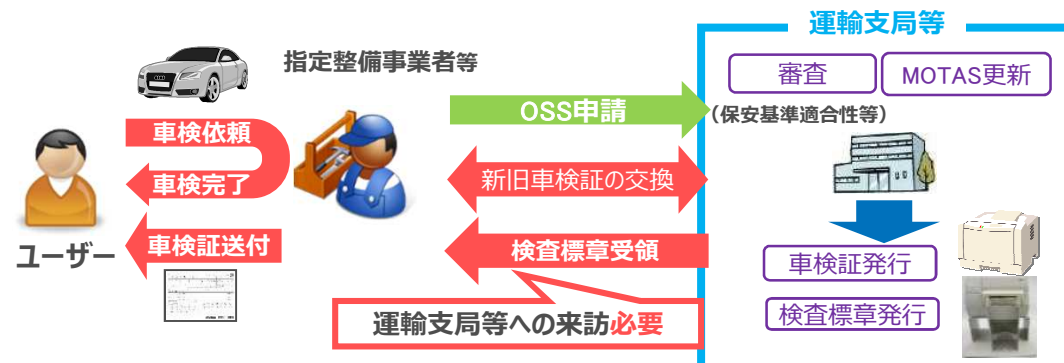 運輸支局等
指定整備事業者等
審査
MOTAS更新
OSS申請
(保安基準適合性等)
車検依頼
車検完了
新旧車検証の交換
ユーザー
車検証送付
検査標章受領
車検証発行
検査標章発行
運輸支局等への来訪必要